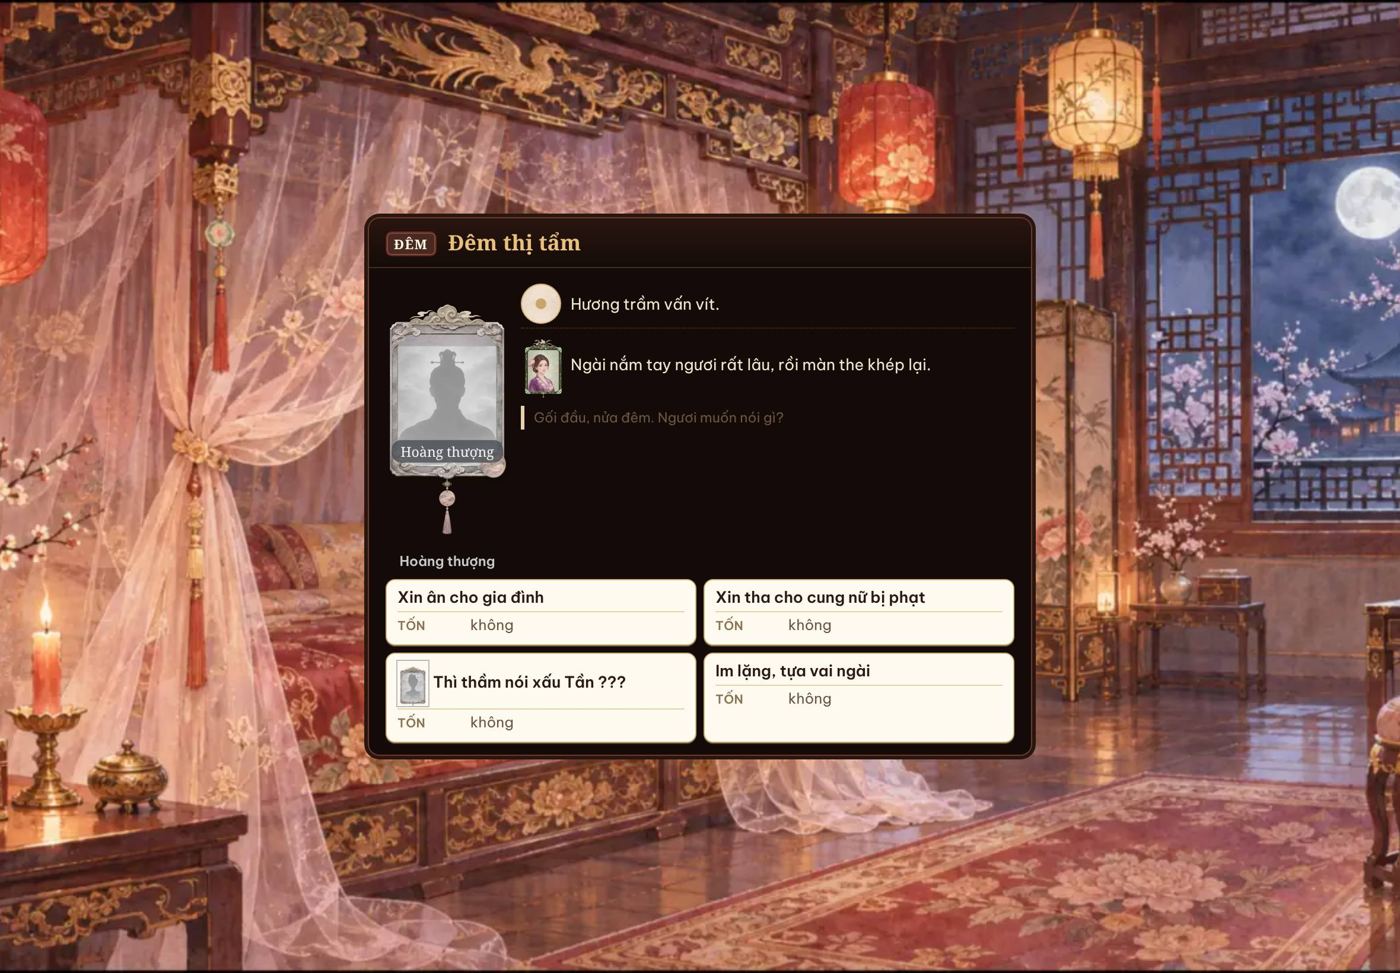 ĐÊM Đêm thị tẩm
Hương trầm vấn vít.
Ngài nắm tay ngươi rất lâu, rồi màn the khép lại.
Gối đầu, nửa đêm. Ngươi muốn nói gì?
Hoàng thượng
Hoàng thượng
Xin ân cho gia đình
TỐN không
Xin tha cho cung nữ bị phạt
TỐN không
Thì thầm nói xấu Tần ???
TỐN không
Im lặng, tựa vai ngài
TỐN không